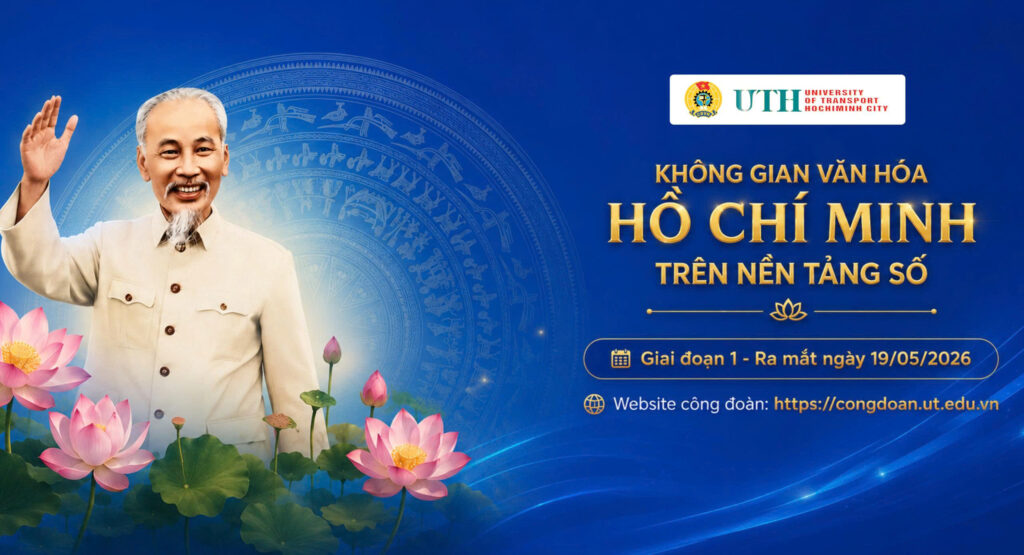 UTH UNIVERSITY
OF TRANSPORT
HOCHIMINH CITY
KHÔNG GIAN VĂN HÓA
HỒ CHÍ MINH
TRÊN NỀN TẢNG SỐ
Giai đoạn 1 - Ra mắt ngày 19/05/2026
Website công đoàn: https://congdoan.ut.edu.vn